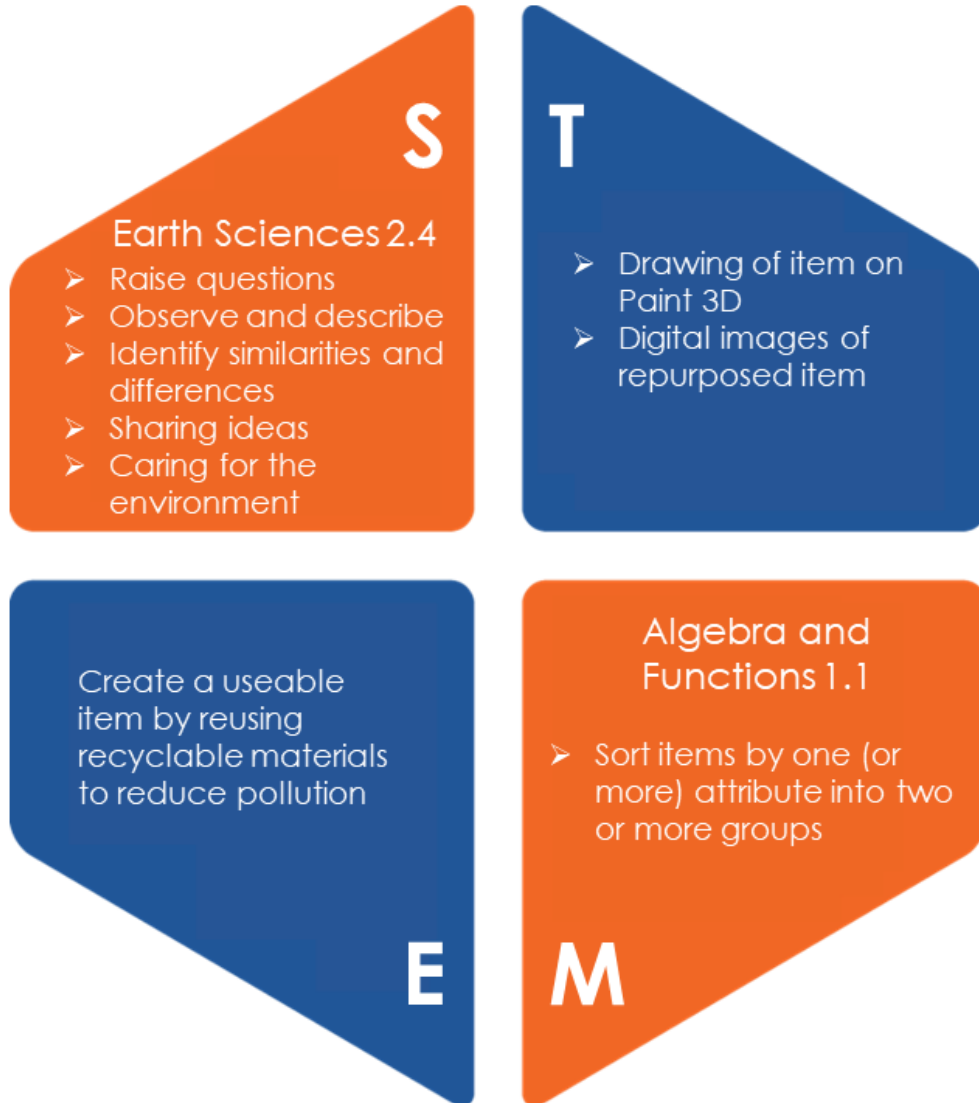 S
Earth Sciences 2.4
➢ Raise questions
➢ Observe and describe
➢ Identify similarities and
differences
➢ Sharing ideas
➢ Caring for the
environment
T
➢ Drawing of item on
Paint 3D
➢ Digital images of
repurposed item
Create a useable
item by reusing
recyclable materials
to reduce pollution
E
Algebra and
Functions 1.1
➢ Sort items by one (or
more) attribute into two
or more groups
M